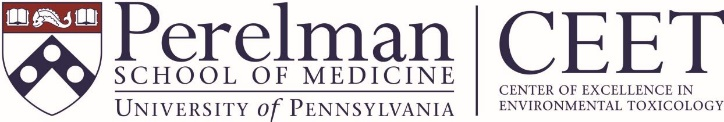 Perelman
SCHOOL OF MEDICINE
UNIVERSITY of PENNSYLVANIA
CEET
CENTER OF EXCELLENCE IN
ENVIRONMENTAL TOXICOLOGY